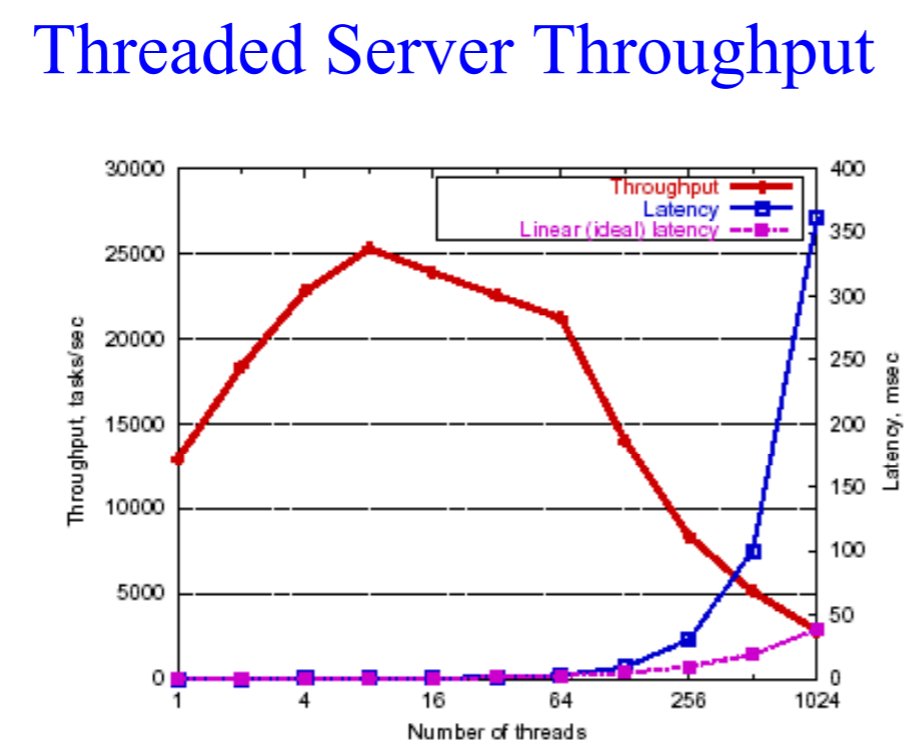 Threaded Server Throughput
Throughput
Latency
Linear (ideal) latency
30000
25000
20000
15000
10000
5000
0
Throughput, tasks/sec
400
350
300
250
200
150
100
50
0
Latency, msec
1 4 16 64 256 1024
Number of threads